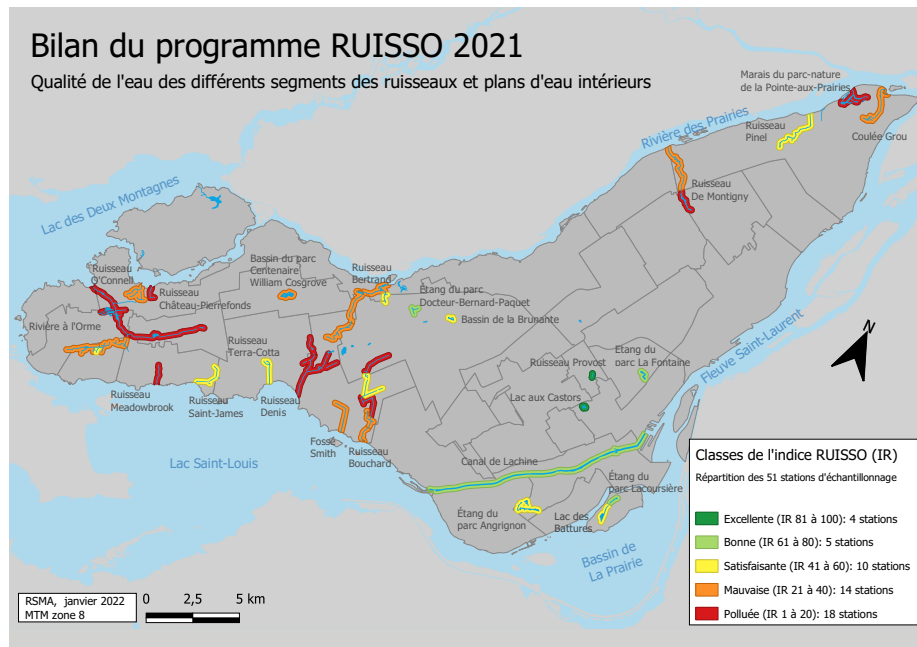 Bilan du programme RUISSO 2021
Qualité de l'eau des différents segments des ruisseaux et plans d'eau intérieurs
Marais du parc-nature
de la Pointe-aux-Prairies
Rivière des Prairies
Ruisseau
Pinel
Coulée Grou
Ruisseau
De Montigny
Lac des Deux Montagnes
Bassin du parc
Centenaire
William Cosgrove
Ruisseau
Bertrand
Ruisseau
O'Connell
Ruisseau
Château-Pierrefonds
Étang du parc
Docteur-Bernard-Paquet
Bassin de la Brunante
Rivière à l'Orme
Ruisseau
Terra-Cotta
Fleuve Saint-Laurent
N
Étang du
parc La Fontaine
Ruisseau Provost
Lac aux Castors
Ruisseau
Meadowbrook
Ruisseau
Saint-James
Ruisseau
Denis
Fossé
Smith
Ruisseau
Bouchard
Lac Saint-Louis
Canal de Lachine
Étang du
parc Lacoursière
Étang du
parc Angrignon
Lac des
Battures
Bassin de
La Prairie
Classes de l'indice RUISSO (IR)
Répartition des 51 stations d'échantillonnage
Excellente (IR 81 à 100): 4 stations
Bonne (IR 61 à 80): 5 stations
Satisfaisante (IR 41 à 60): 10 stations
Mauvaise (IR 21 à 40): 14 stations
Polluée (IR 1 à 20): 18 stations
RSMA, janvier 2022
MTM zone 8
0 2,5 5 km